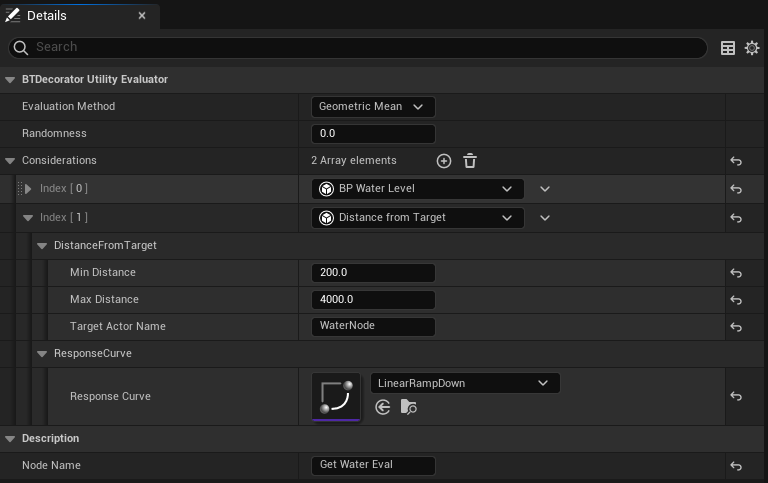 Details
Search
BTDecorator Utility Evaluator
Evaluation Method Geometric Mean
Randomness 0.0
Considerations 2 Array elements
Index [ 0 ] BP Water Level
Index [ 1 ] Distance from Target
DistanceFromTarget
Min Distance 200.0
Max Distance 4000.0
Target Actor Name WaterNode
ResponseCurve
LinearRampDown
Response Curve
Description
Node Name Get Water Eval